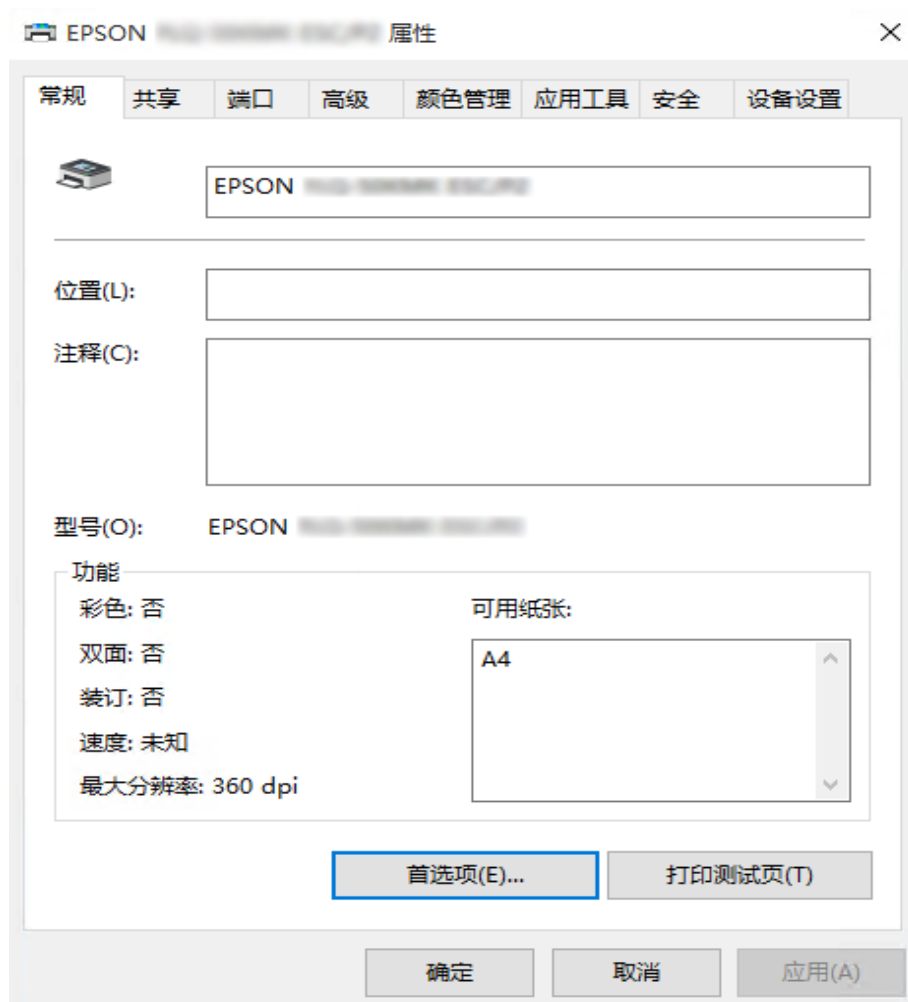 EPSON 属性
常规 共享 端口 高级 颜色管理 应用工具 安全 设备设置
EPSON
位置(L):
注释(C):
型号(O): EPSON
功能
彩色: 否
可用纸张:
双面: 否
A4
装订: 否
速度: 未知
最大分辨率: 360 dpi
首选项(E)... 打印测试页(T)
确定 取消 应用(A)